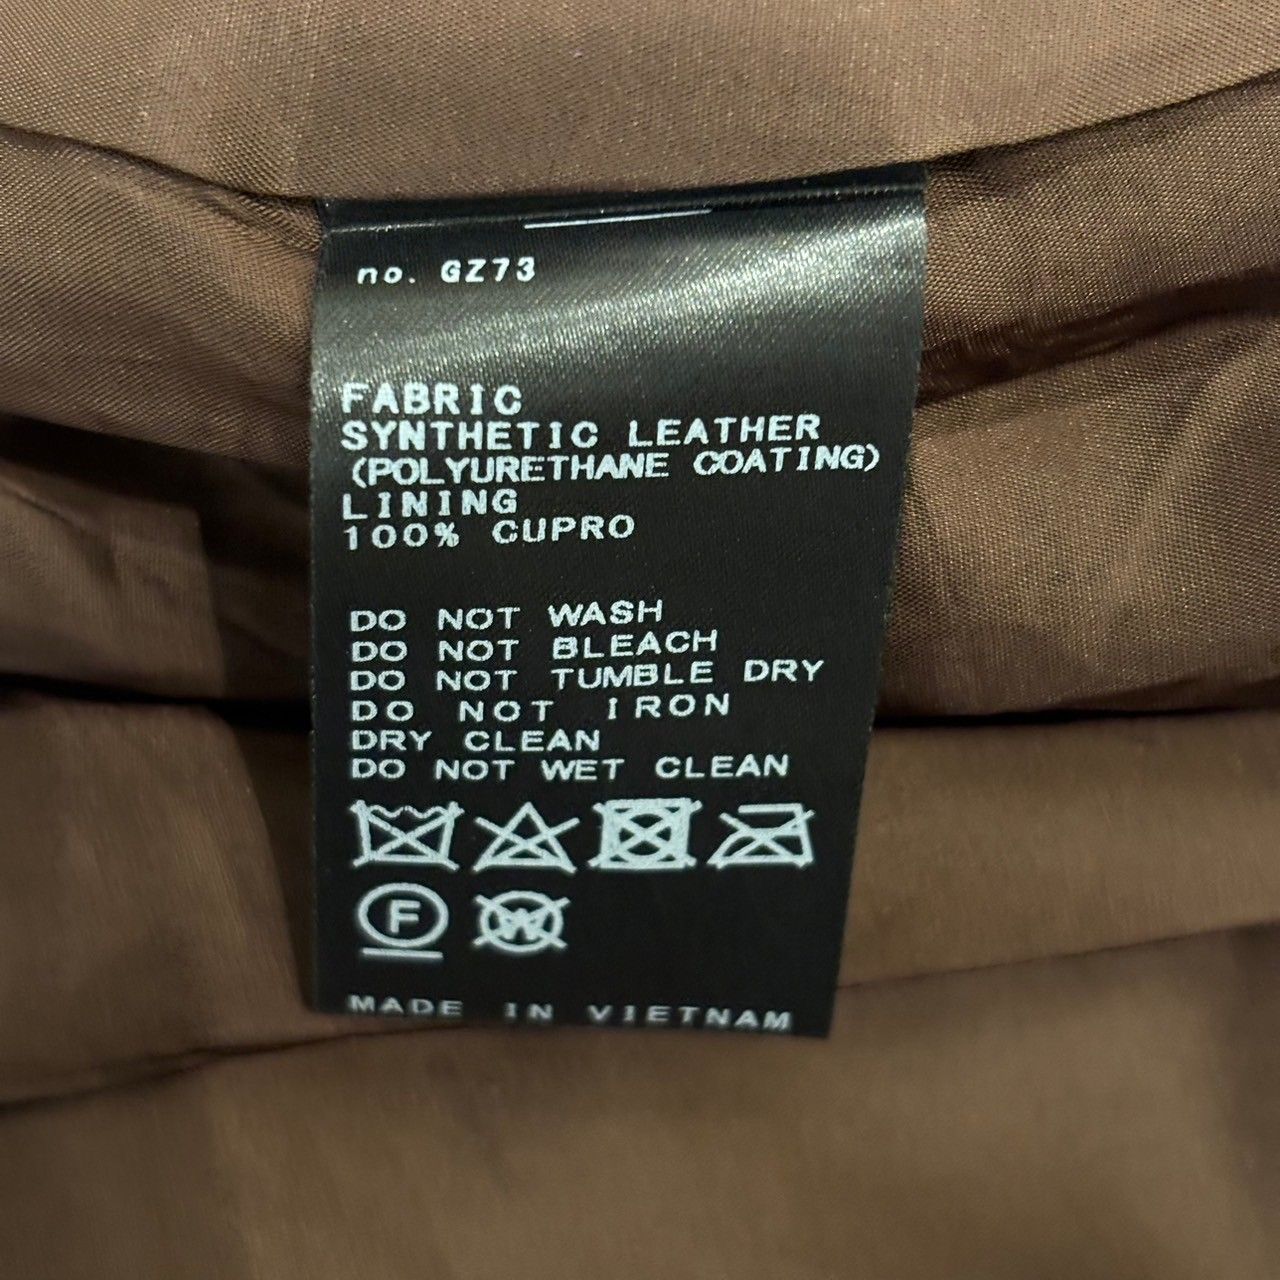 no. GZ73
FABRIC
SYNTHETIC LEATHER
(POLYURETHANE COATING)
LINING
100% CUPRO
DO NOT WASH
DO NOT BLEACH
DO NOT TUMBLE DRY
DO NOT IRON
DRY CLEAN
DO NOT WET CLEAN
F W
MADE IN VIETNAM